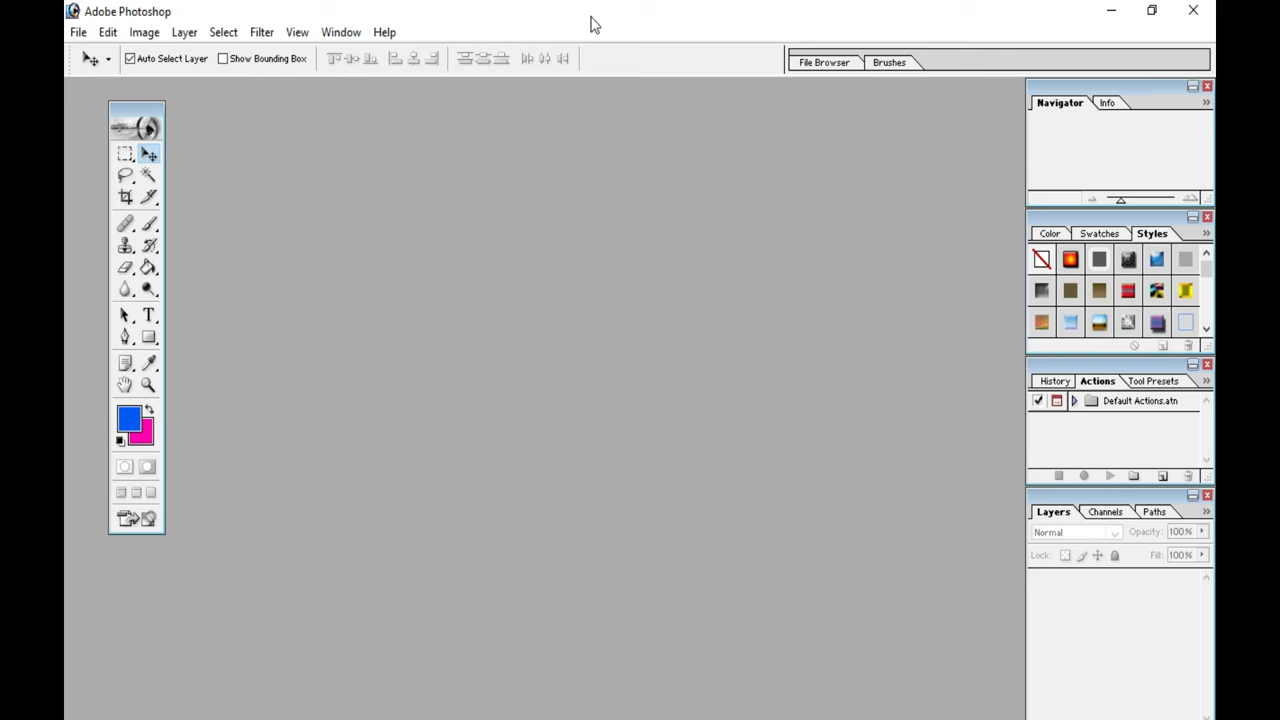 Adobe Photoshop
File Edit Image Layer Select Filter View Window Help
Auto Select Layer Show Bounding Box File Browser Brushes
Navigator Info
Color Swatches Styles
T
History Actions Tool Presets
Default Actions.atn
Layers Channels Paths
Normal Opacity: 100%
Lock: Fill: 100%